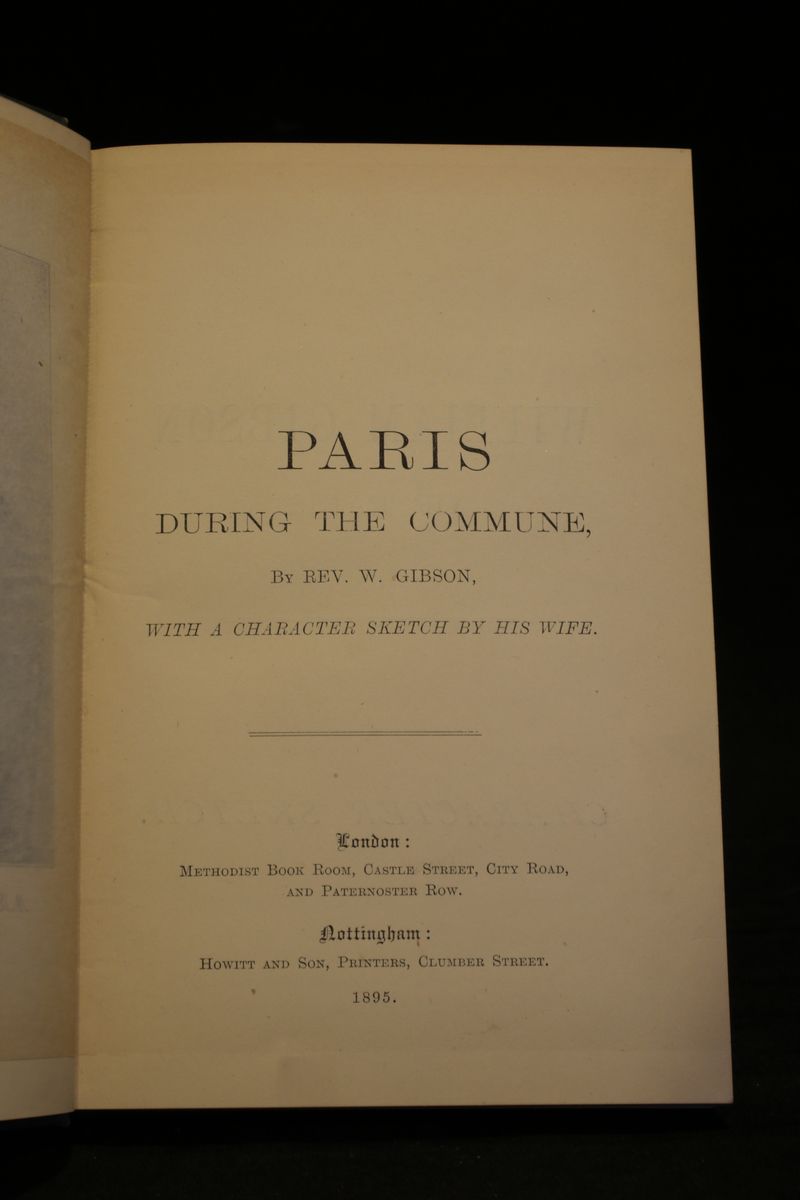 PARIS
DURING THE COMMUNE,
BY REV. W. GIBSON,
WITH A CHARACTER SKETCH BY HIS WIFE.
London:
METHODIST BOOK ROOM, CASTLE STREET, CITY ROAD,
AND PATERNOSTER ROW.
Nottingham:
HOWITT AND SON, PRINTERS, CLUMBER STREET.
1895.